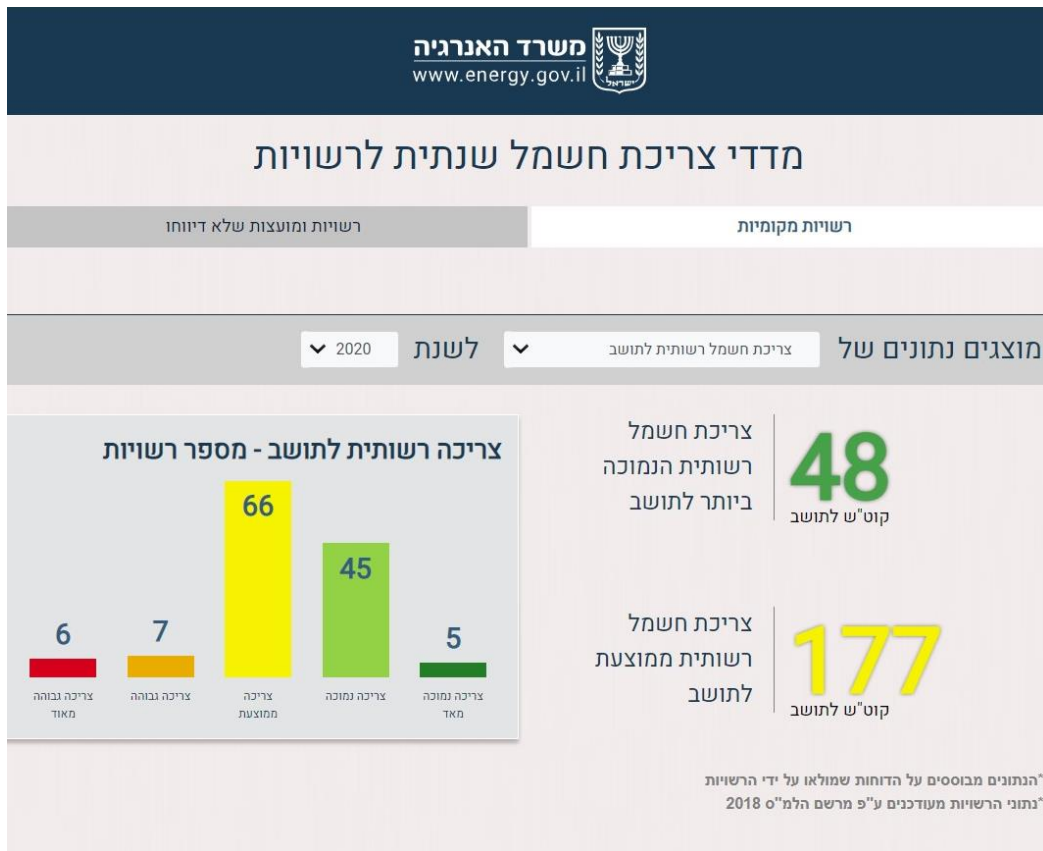 משרד האנרגיה
www.energy.gov.il
ישראל
מדדי צריכת חשמל שנתית לרשויות
רשויות מקומיות
רשויות ומועצות שלא דיווחו
מוצגים נתונים של
צריכת חשמל רשותית לתושב
לשנת
2020
48
קוט"ש לתושב
צריכת חשמל
רשותית הנמוכה
ביותר לתושב
177
קוט"ש לתושב
צריכת חשמל
רשותית ממוצעת
לתושב
צריכה רשותית לתושב - מספר רשויות
5
45
66
7
6
צריכה נמוכה
מאד
צריכה נמוכה
צריכה
ממוצעת
צריכה גבוהה
צריכה גבוהה
מאוד
*הנתונים מבוססים על הדוחות שמולאו על ידי הרשויות
*נתוני הרשויות מעודכנים ע"פ מרשם הלמ"ס 2018